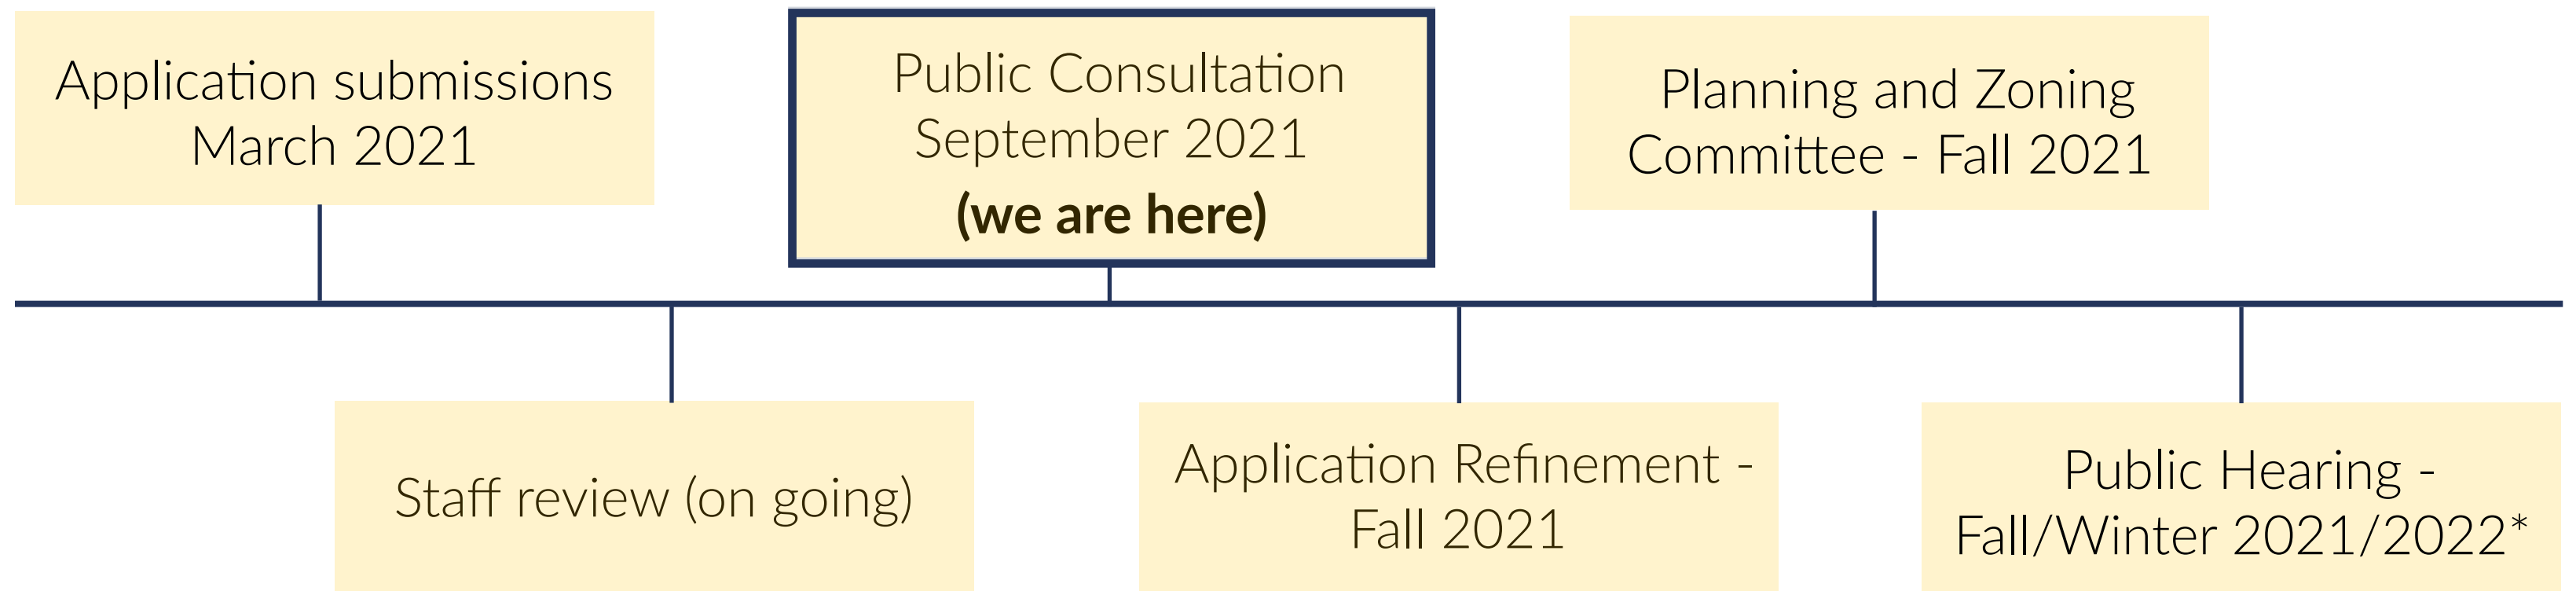 Application submissions
March 2021
Public Consultation
September 2021
(we are here)
Planning and Zoning
Committee - Fall 2021
Staff review (on going)
Application Refinement -
Fall 2021
Public Hearing -
Fall/Winter 2021/2022*